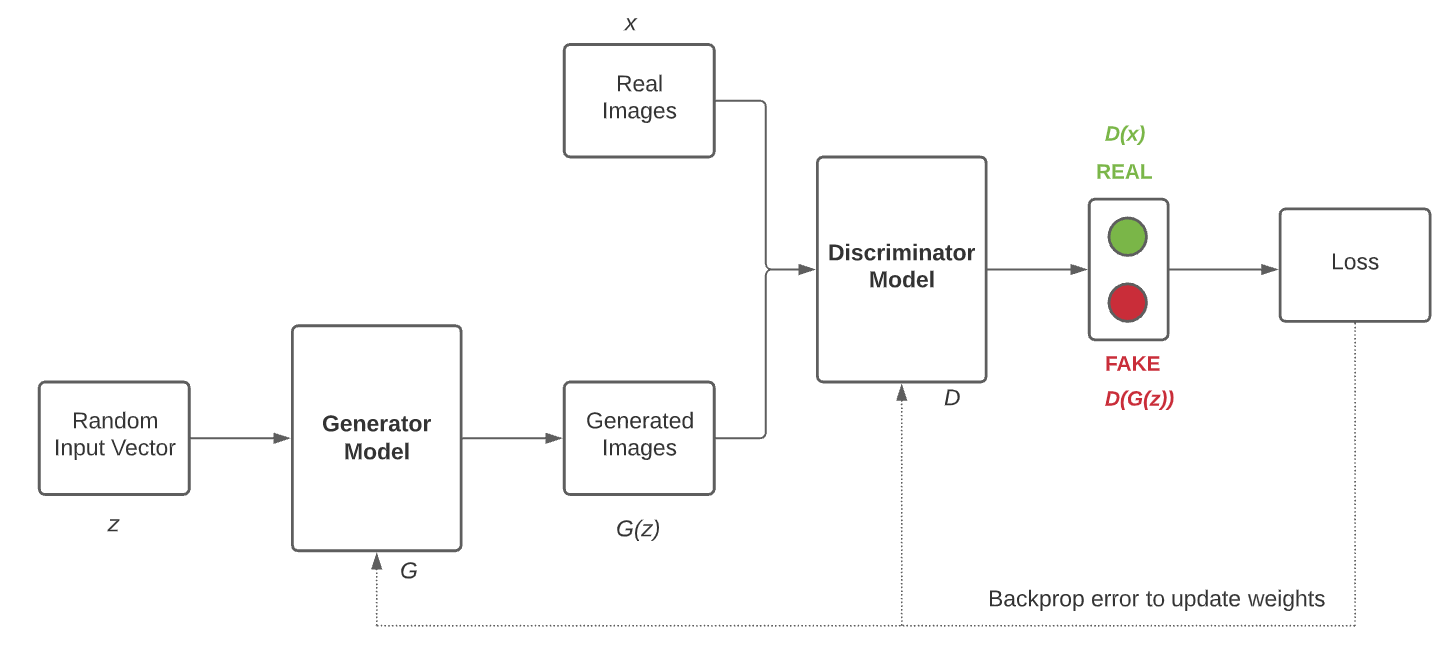 x
Real
Images
D(x)
REAL
Discriminator
Model
Loss
FAKE
D(G(z))
D
Random
Input Vector
z
Generator
Model
G
Generated
Images
G(z)
Backprop error to update weights